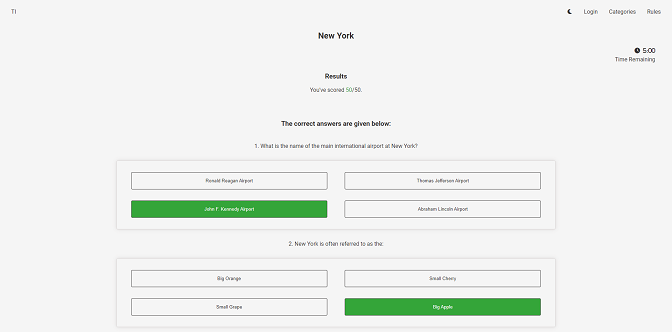 TI
Login Categories Rules
New York
5:00
Time Remaining
Results
You've scored 50/50.
The correct answers are given below:
1. What is the name of the main international airport at New York?
Ronald Reagan Airport
Thomas Jefferson Airport
John F. Kennedy Airport
Abraham Lincoln Airport
2. New York is often referred to as the:
Big Orange
Small Cherry
Small Grape
Big Apple